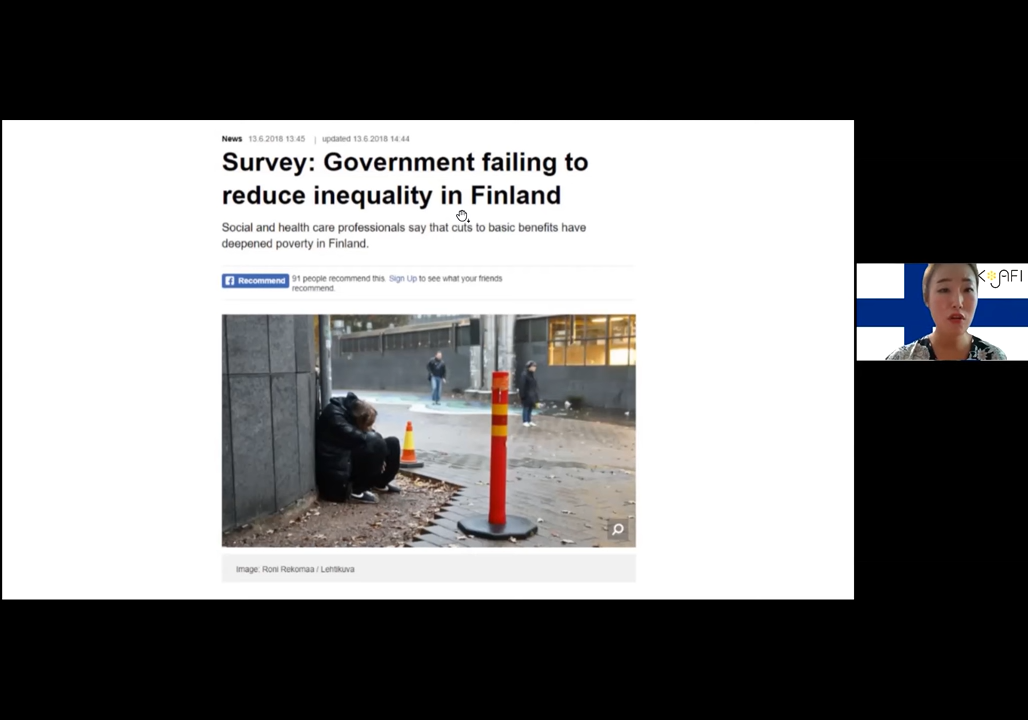 News 13.6.2018 13:45 | updated 13.6.2018 14:44
Survey: Government failing to
reduce inequality in Finland
Social and health care professionals say that cuts to basic benefits have
deepened poverty in Finland.
Recommend
91 people recommend this. Sign Up to see what your friends
recommend.
Image: Roni Rekomaa / Lehtikuva